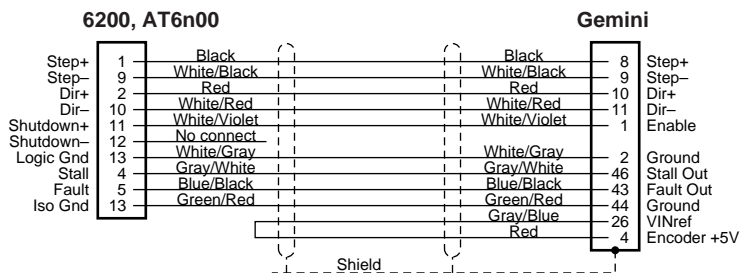 6200, AT6n00 Gemini
Step+ 1 Black Black 8 Step+
Step– 9 White/Black White/Black 9 Step–
Dir+ 2 Red Red 10 Dir+
Dir– 10 White/Red White/Red 11 Dir–
Shutdown+ 11 White/Violet White/Violet 1 Enable
Shutdown– 12 No connect
Logic Gnd 13 White/Gray White/Gray 2 Ground
Stall 4 Gray/White Gray/White 46 Stall Out
Fault 5 Blue/Black Blue/Black 43 Fault Out
Iso Gnd 13 Green/Red Green/Red 44 Ground
Gray/Blue 26 VINref
Red 4 Encoder +5V
Shield